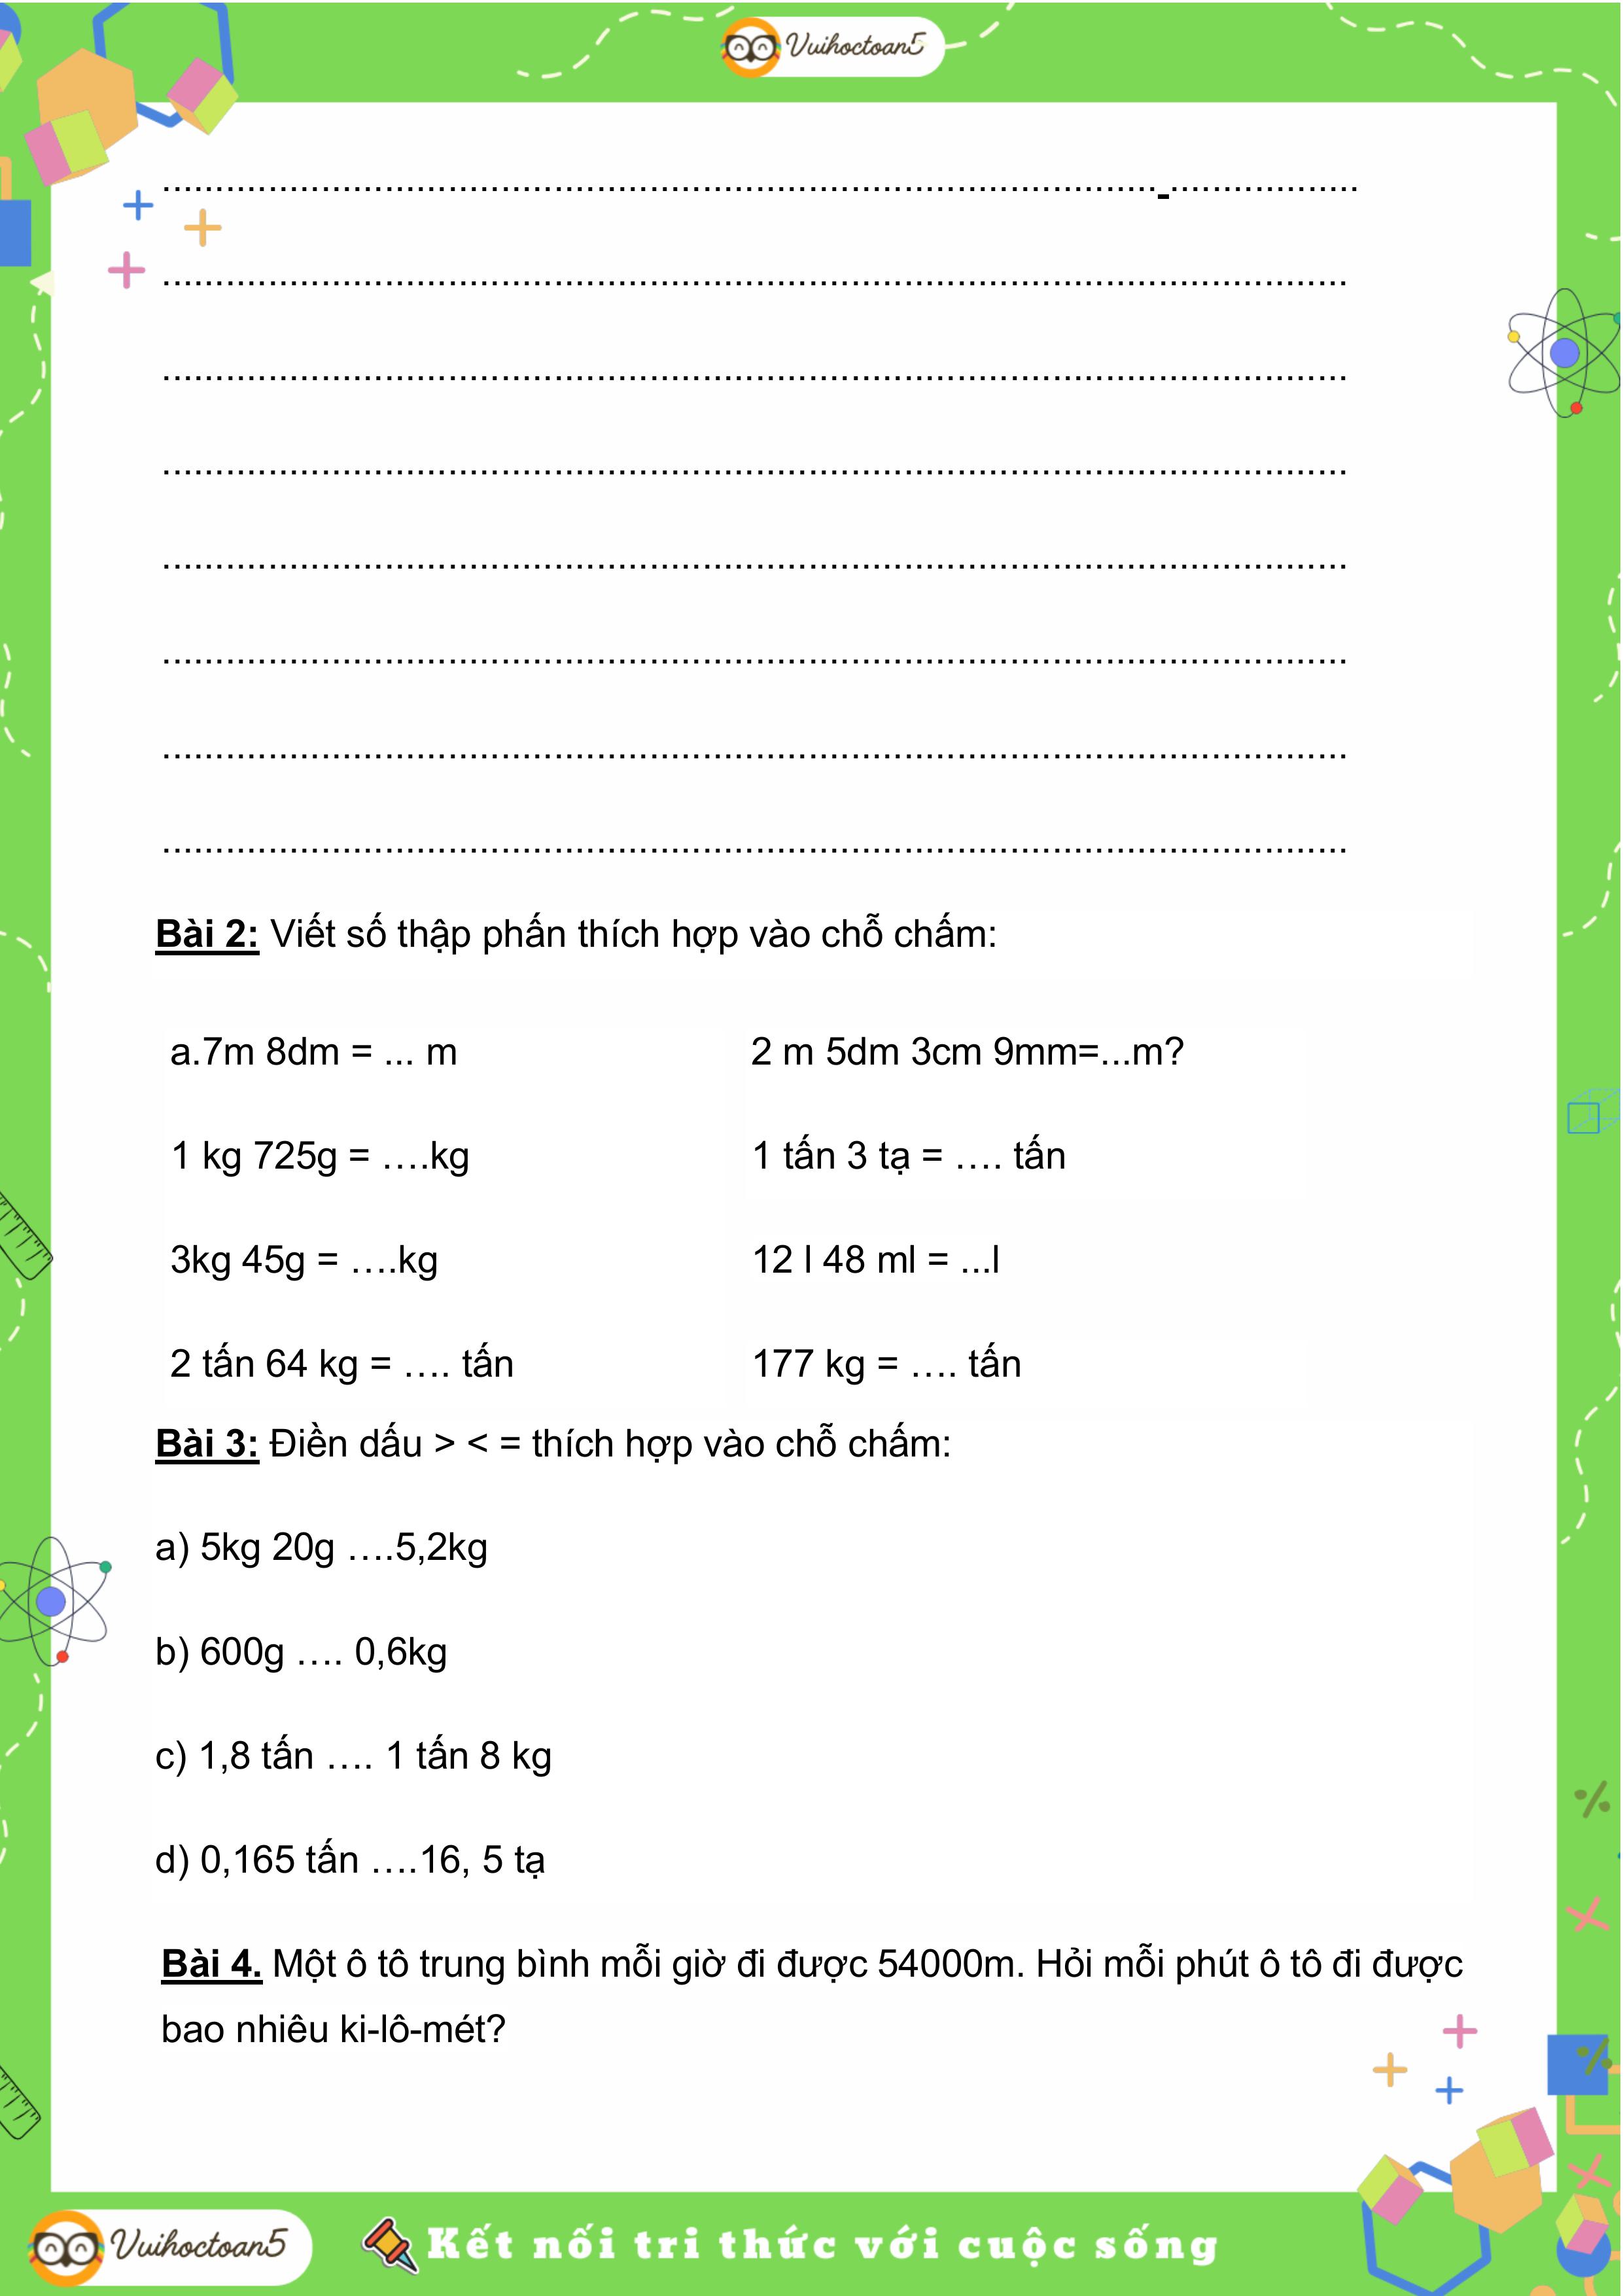 Vuihoctoan5
Bài 2: Viết số thập phấn thích hợp vào chỗ chấm:
a.7m 8dm = ... m
2 m 5dm 3cm 9mm=...m?
1 kg 725g = ….kg
1 tấn 3 tạ = …. tấn
3kg 45g = ….kg
12 l 48 ml = ...l
2 tấn 64 kg = …. tấn
177 kg = …. tấn
Bài 3: Điền dấu > < = thích hợp vào chỗ chấm:
a) 5kg 20g ….5,2kg
b) 600g …. 0,6kg
c) 1,8 tấn …. 1 tấn 8 kg
d) 0,165 tấn ….16, 5 tạ
Bài 4. Một ô tô trung bình mỗi giờ đi được 54000m. Hỏi mỗi phút ô tô đi được
bao nhiêu ki-lô-mét?
Vuihoctoan5
Kết nối tri thức với cuộc sống